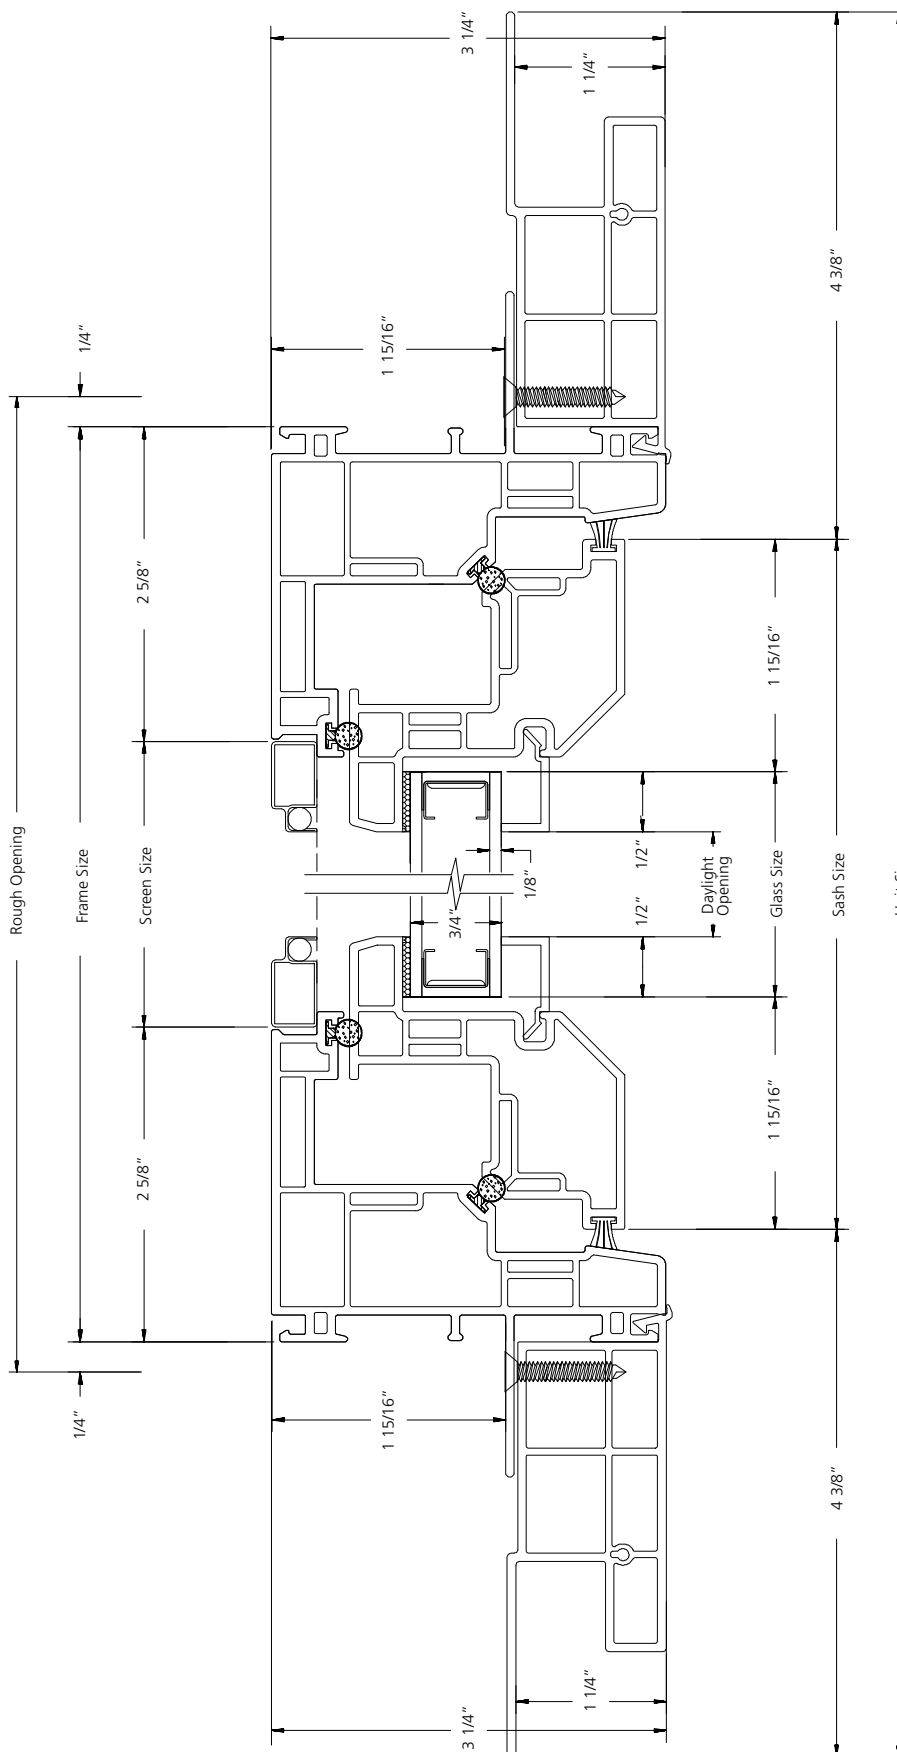 3 1/4”
1 1/4”
4 3/8”
1/4”
1 15/16”
2 5/8”
1 15/16”
Rough Opening
Frame Size
Screen Size
3/4”
1/8”
1/2”
1/2”
Daylight
Opening
Glass Size
Sash Size
2 5/8”
1 15/16”
1/4”
1 15/16”
4 3/8”
1 1/4”
3 1/4”